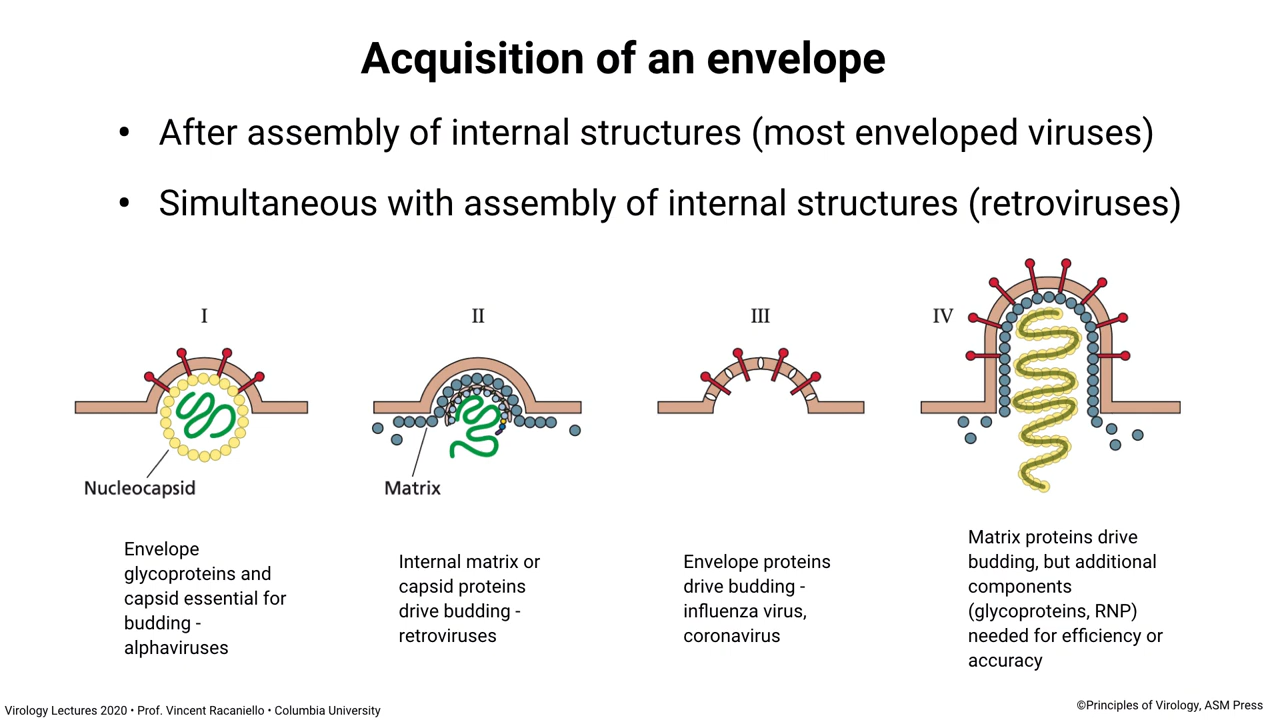 Acquisition of an envelope
• After assembly of internal structures (most enveloped viruses)
• Simultaneous with assembly of internal structures (retroviruses)
I
II
III
IV
Nucleocapsid
Matrix
Envelope
glycoproteins and
capsid essential for
budding -
alphaviruses
Internal matrix or
capsid proteins
drive budding -
retroviruses
Envelope proteins
drive budding -
influenza virus,
coronavirus
Matrix proteins drive
budding, but additional
components
(glycoproteins, RNP)
needed for efficiency or
accuracy
Virology Lectures 2020 • Prof. Vincent Racaniello • Columbia University
©Principles of Virology, ASM Press